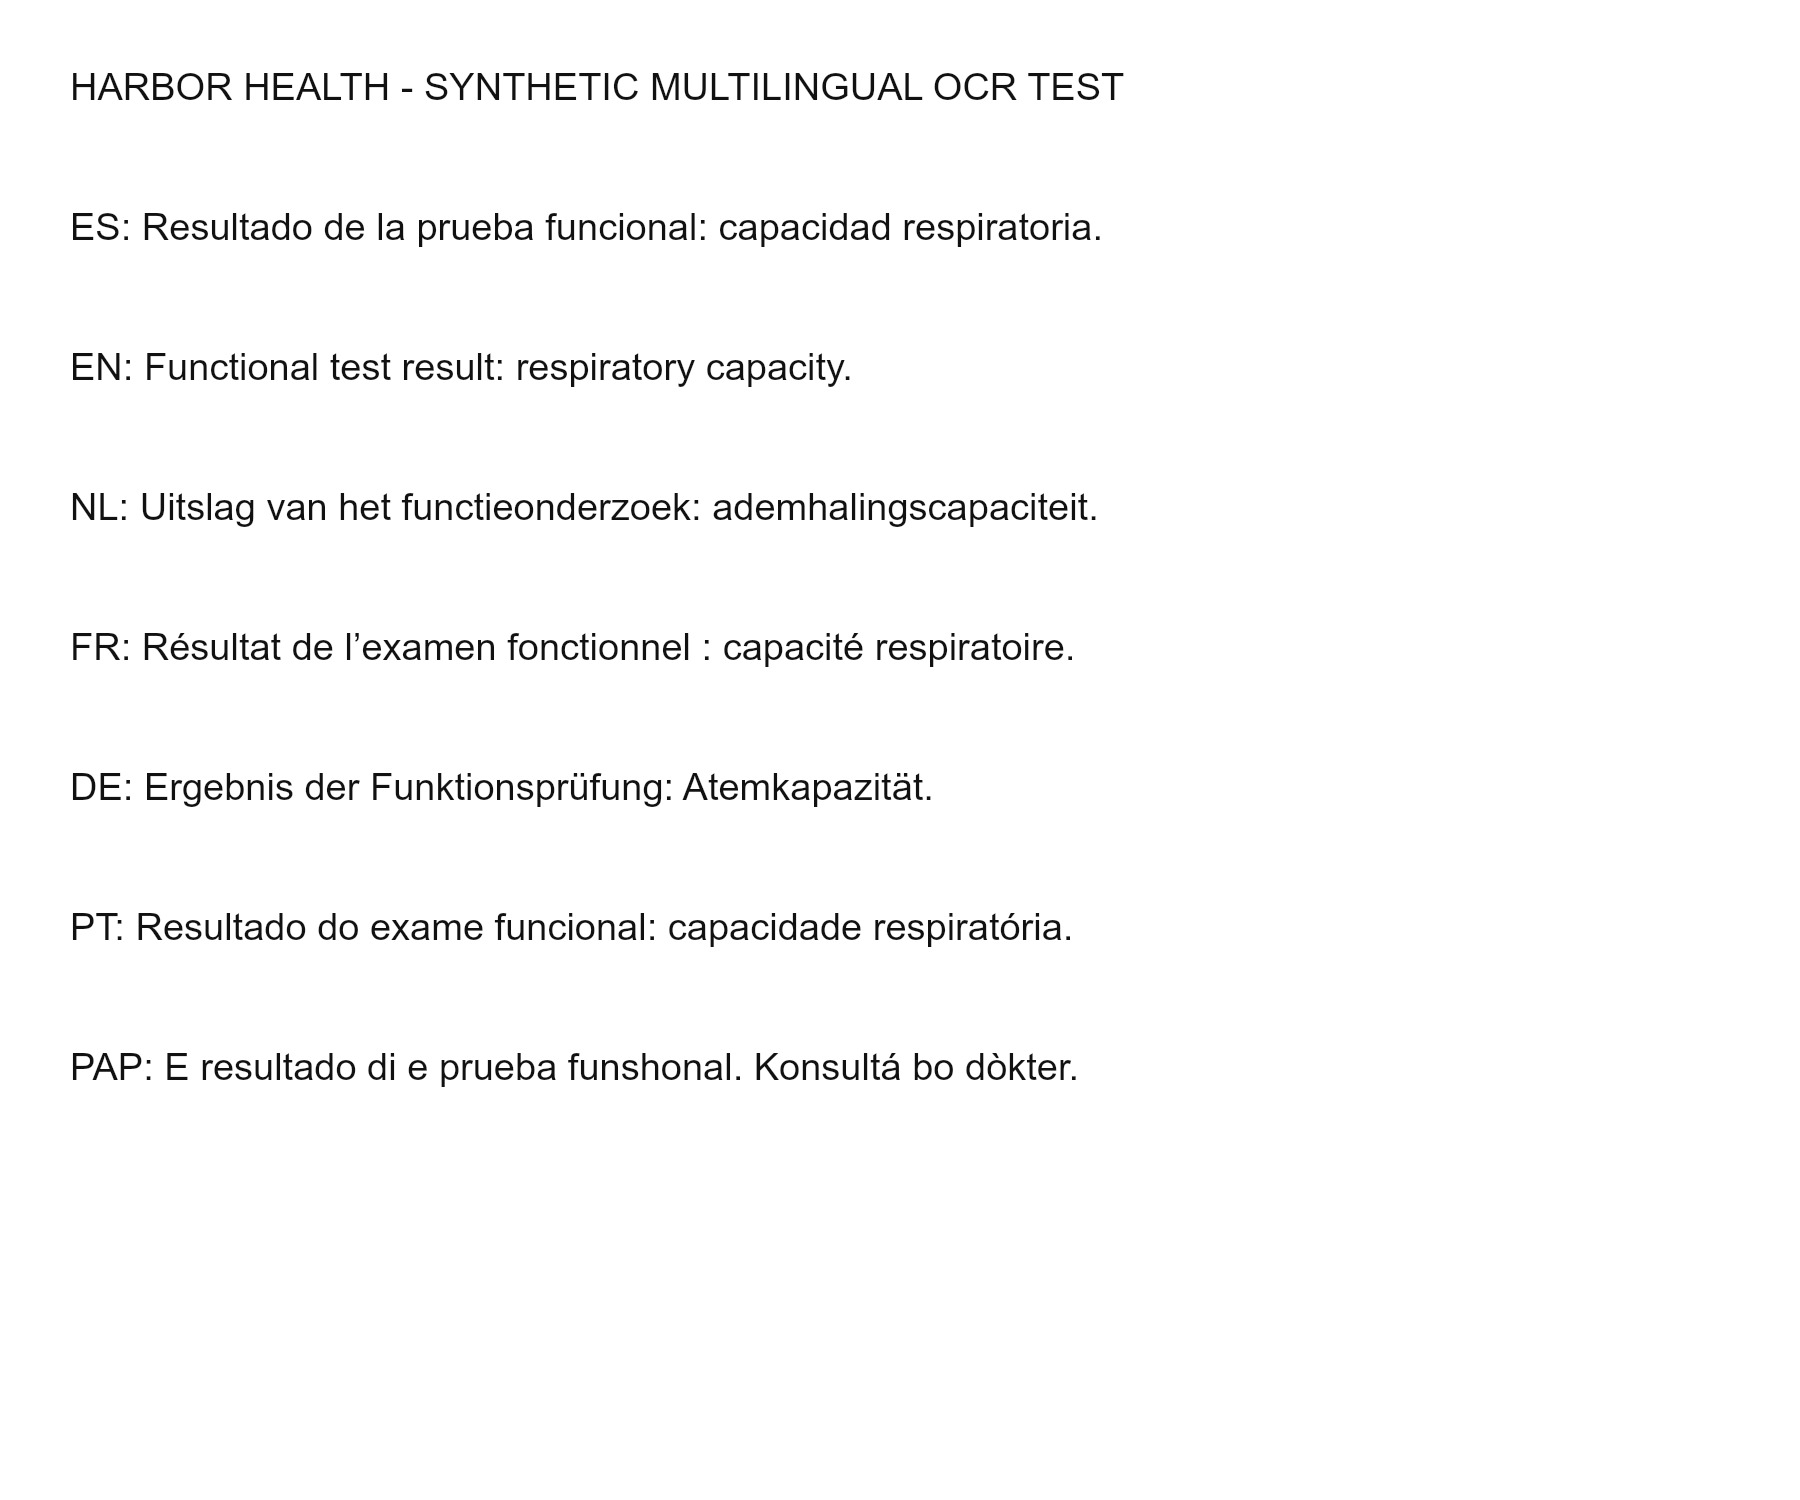 HARBOR HEALTH - SYNTHETIC MULTILINGUAL OCR TEST
ES: Resultado de la prueba funcional: capacidad respiratoria.
EN: Functional test result: respiratory capacity.
NL: Uitslag van het functieonderzoek: ademhalingscapaciteit.
FR: Résultat de l’examen fonctionnel : capacité respiratoire.
DE: Ergebnis der Funktionsprüfung: Atemkapazität.
PT: Resultado do exame funcional: capacidade respiratória.
PAP: E resultado di e prueba funshonal. Konsultá bo dòkter.